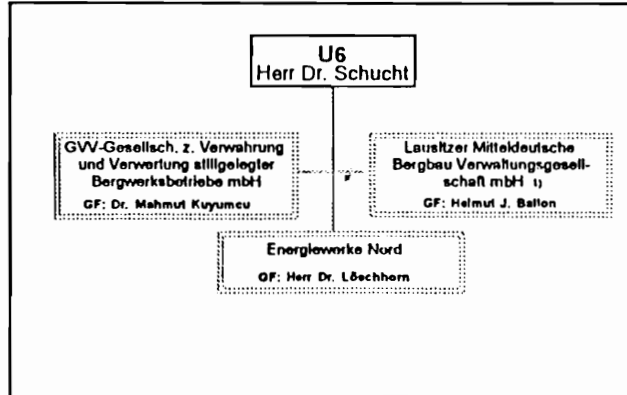 U6
Herr Dr. Schucht
GVV-Gesellsch. z. Verwahrung
und Verwertung stillgelegter
Bergwerksbetriebe mbH
GF: Dr. Mahmut Kuyumcu
Lausitzer Mitteldeutsche
Bergbau Verwaltungsgesell-
schaft mbH 1)
GF: Helmut J. Ballon
Energiewerke Nord
GF: Herr Dr. Löschhorn